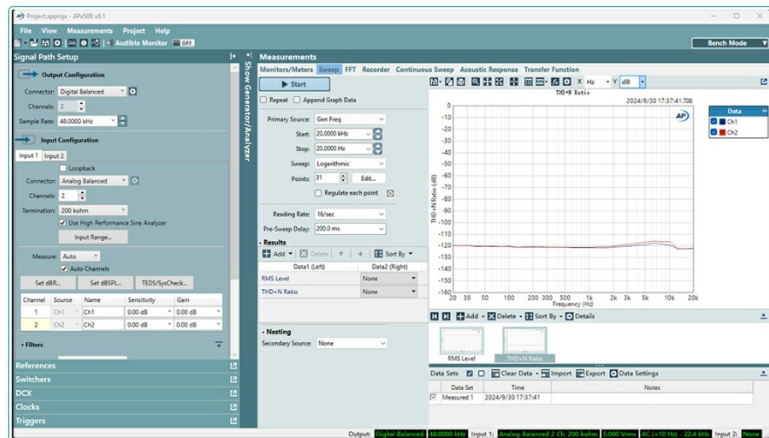 Project.approjx - APx500 v8.1
File View Measurements Project Help
Audible Monitor OFF
Bench Mode
Signal Path Setup
Output Configuration
Connector: Digital Balanced
Channels: 2
Sample Rate: 48.0000 kHz
Input Configuration
Input 1 Input 2
Loopback
Connector: Analog Balanced
Channels: 2
Termination: 200 kohm
Use High Performance Sine Analyzer
Input Range...
Measure: Auto
Auto Channels
Set dBR... Set dBSPL... TEDS/SysCheck...
Channel Source Name Sensitivity Gain
1 Ch1 Ch1 0.00 dB 0.00 dB
2 Ch2 Ch2 0.00 dB 0.00 dB
Filters
References
Switchers
DCX
Clocks
Triggers
Show Generator/Analyzer
Measurements
Monitors/Meters Sweep FFT Recorder Continuous Sweep Acoustic Response Transfer Function
Start
Repeat Append Graph Data
Primary Source: Gen Freq
Start: 20.0000 kHz
Stop: 20.0000 Hz
Sweep: Logarithmic
Points: 31 Edit...
Regulate each point
Reading Rate: 16/sec
Pre-Sweep Delay: 200.0 ms
Results
Add Delete Sort By
Data1 (Left) Data2 (Right)
RMS Level None
THD+N Ratio None
Nesting
Secondary Source: None
X Hz Y dB
THD+N Ratio
2024/9/30 17:37:41.706
AP
Data
Ch1
Ch2
THD+N Ratio (dB)
0
-10
-20
-30
-40
-50
-60
-70
-80
-90
-100
-110
-120
-130
-140
-150
-160
20 30 50 100 200 300 500 1k 2k 3k 5k 10k 20k
Frequency (Hz)
Add Delete Sort By Details
RMS Level THD+N Ratio
Data Sets Clear Data Import Export Data Settings
Data Set Time Notes
Measured 1 2024/9/30 17:37:41
Output: Digital Balanced 48.0000 kHz Input 1: Analog Balanced 2 Ch, 200 kohm 5.000 Vrms AC (<10 Hz) - 22.4 kHz Input 2: None